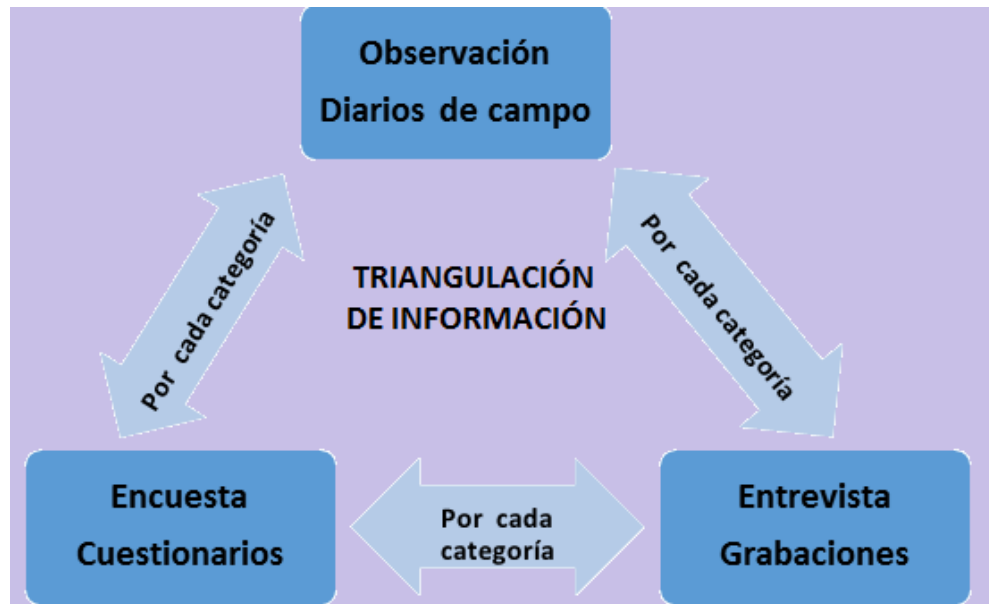 Observación
Diarios de campo
Por cada categoría
Por cada categoría
TRIANGULACIÓN
DE INFORMACIÓN
Encuesta
Cuestionarios
Por cada
categoría
Entrevista
Grabaciones